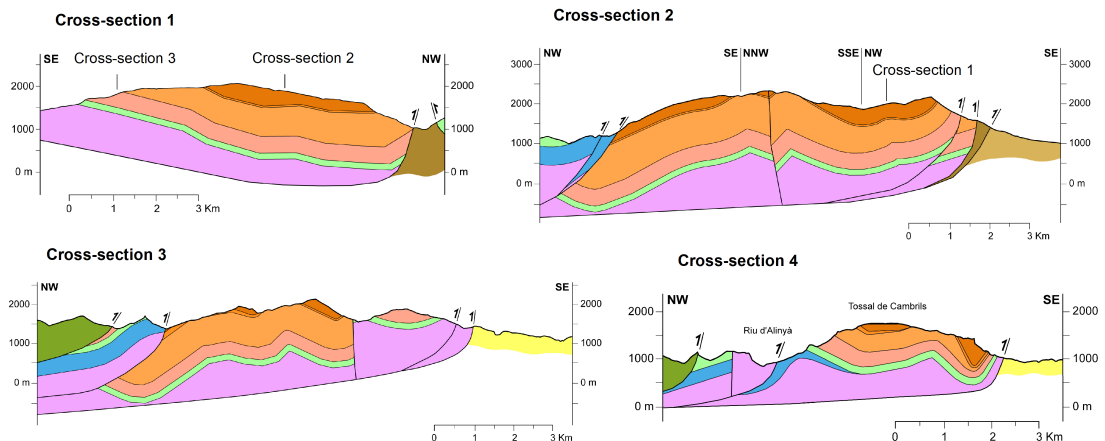 Cross-section 1
SE
Cross-section 3
Cross-section 2
NW
2000
2000
1000
1000
0 m
0 m
0
1
2
3 Km
Cross-section 2
NW
SE
NNW
SSE
NW
SE
Cross-section 1
3000
3000
2000
2000
1000
1000
0 m
0 m
0
1
2
3 Km
Cross-section 3
NW
SE
2000
2000
1000
1000
0 m
0 m
0
1
2
3 Km
Cross-section 4
NW
SE
Tossal de Cambrils
Riu d'Alinyà
2000
2000
1000
1000
0 m
0 m
0
1
2
3 Km